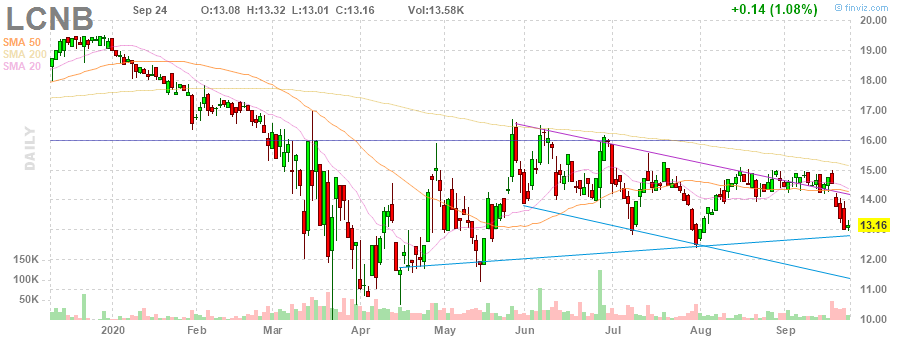 LCNB Sep 24 O:13.08 H:13.32 L:13.01 C:13.16 Vol:13.58K +0.14 (1.08%) © finviz.com
SMA 50
SMA 200
SMA 20
DAILY
20.00
19.00
18.00
17.00
16.00
15.00
14.00
13.16
12.00
11.00
10.00
150K
100K
50K
2020 Feb Mar Apr May Jun Jul Aug Sep